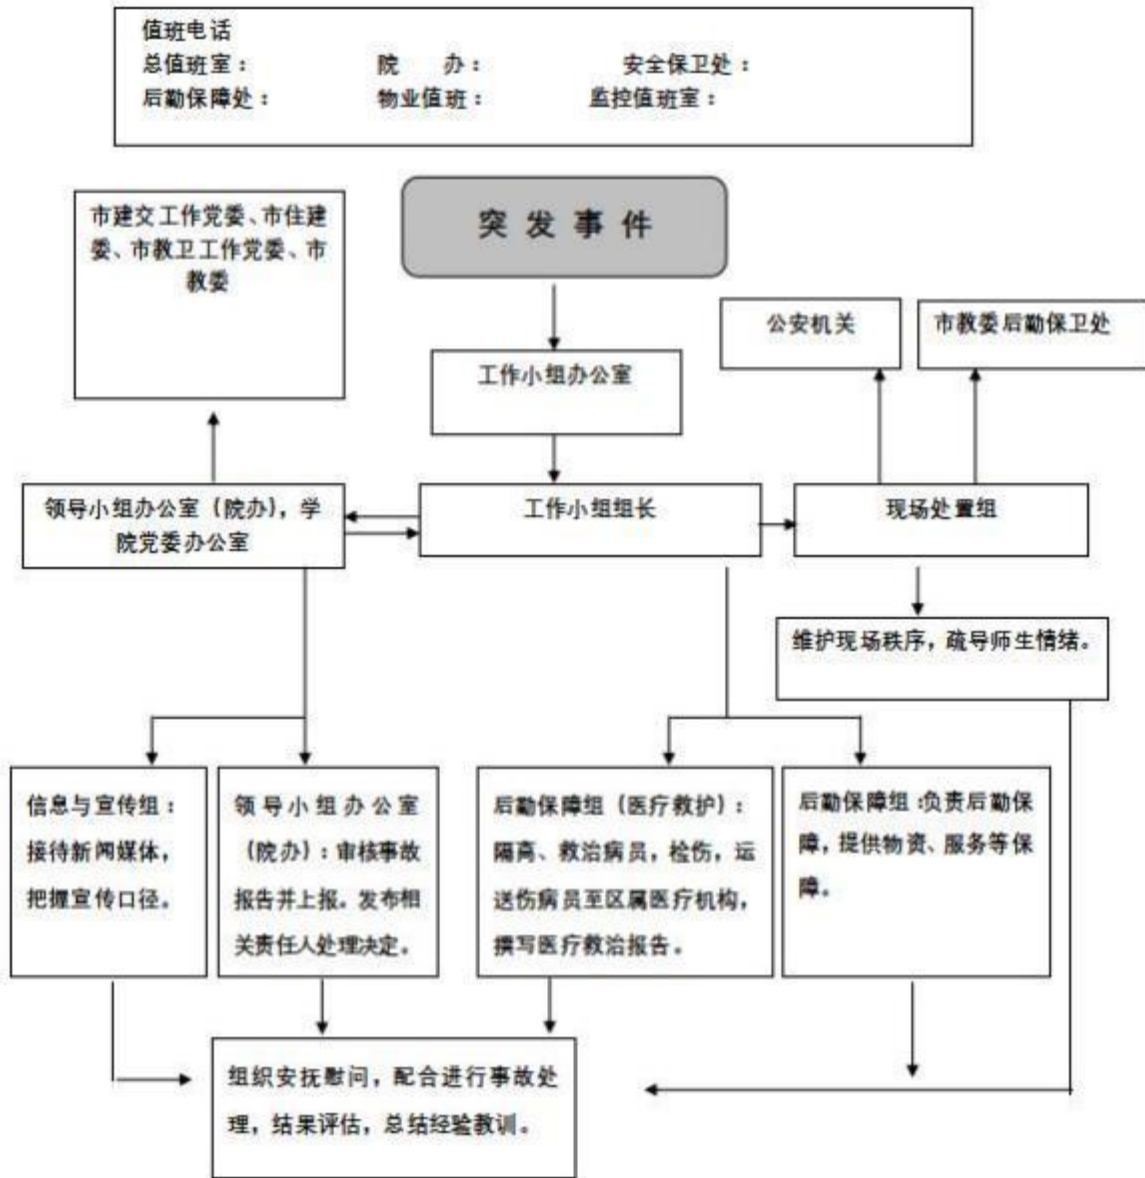 值班电话
总值班室： 院 办： 安全保卫处：
后勤保障处： 物业值班： 监控值班室：
市建交工作党委、市住建
委、市教卫工作党委、市
教委
突发事件
公安机关
市教委后勤保卫处
工作小组办公室
领导小组办公室（院办），学
院党委办公室
工作小组组长
现场处置组
维护现场秩序，疏导师生情绪。
信息与宣传组：
接待新闻媒体，
把握宣传口径。
领导小组办公室
（院办）：审核事故
报告并上报。发布相
关责任人处理决定。
后勤保障组（医疗救护）：
隔离、救治病员，检伤，运
送伤病员至区属医疗机构，
撰写医疗救治报告。
后勤保障组:负责后勤保
障，提供物资、服务等保
障。
组织安抚慰问，配合进行事故处
理，结果评估，总结经验教训。